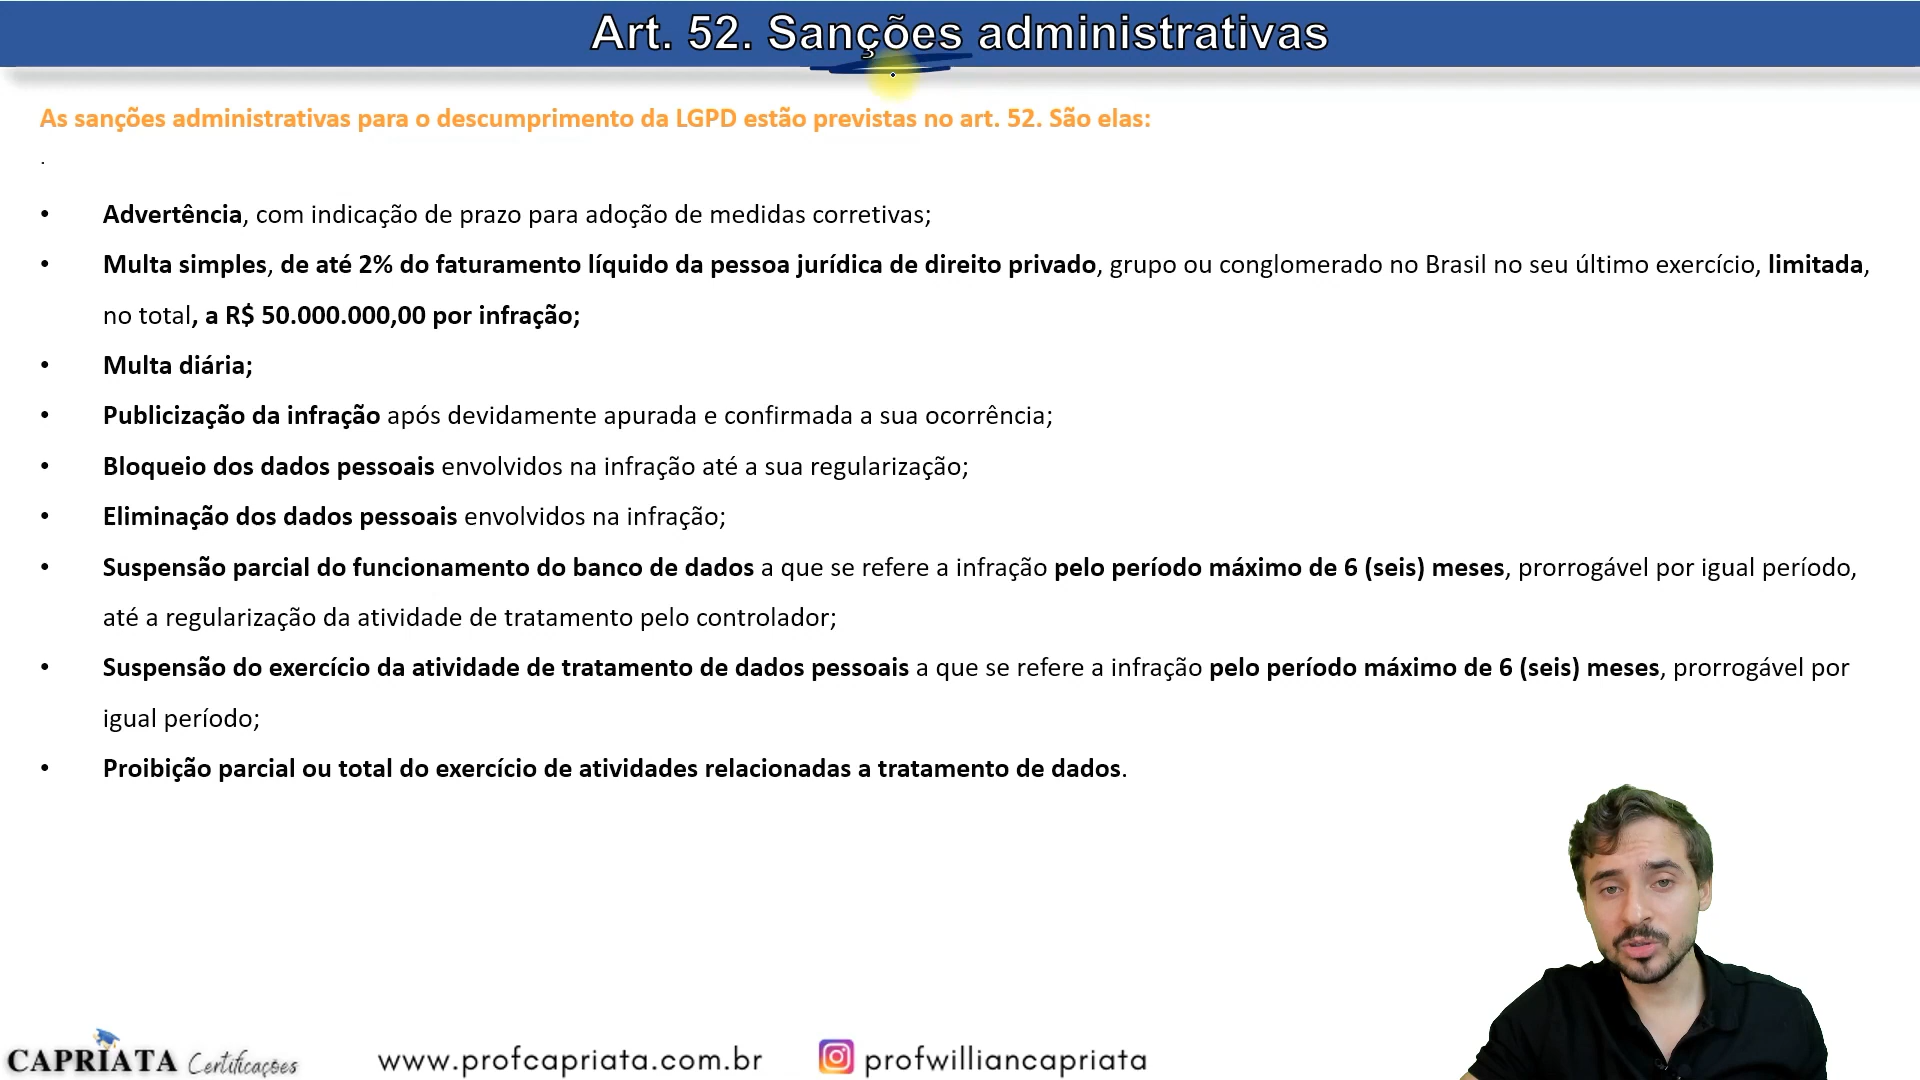 Art. 52. Sanções administrativas
As sanções administrativas para o descumprimento da LGPD estão previstas no art. 52. São elas:
.
• Advertência, com indicação de prazo para adoção de medidas corretivas;
• Multa simples, de até 2% do faturamento líquido da pessoa jurídica de direito privado, grupo ou conglomerado no Brasil no seu último exercício, limitada,
no total, a R$ 50.000.000,00 por infração;
• Multa diária;
• Publicização da infração após devidamente apurada e confirmada a sua ocorrência;
• Bloqueio dos dados pessoais envolvidos na infração até a sua regularização;
• Eliminação dos dados pessoais envolvidos na infração;
• Suspensão parcial do funcionamento do banco de dados a que se refere a infração pelo período máximo de 6 (seis) meses, prorrogável por igual período,
até a regularização da atividade de tratamento pelo controlador;
• Suspensão do exercício da atividade de tratamento de dados pessoais a que se refere a infração pelo período máximo de 6 (seis) meses, prorrogável por
igual período;
• Proibição parcial ou total do exercício de atividades relacionadas a tratamento de dados.
CAPRIATA Certificações
www.profcapriata.com.br
profwilliancapriata